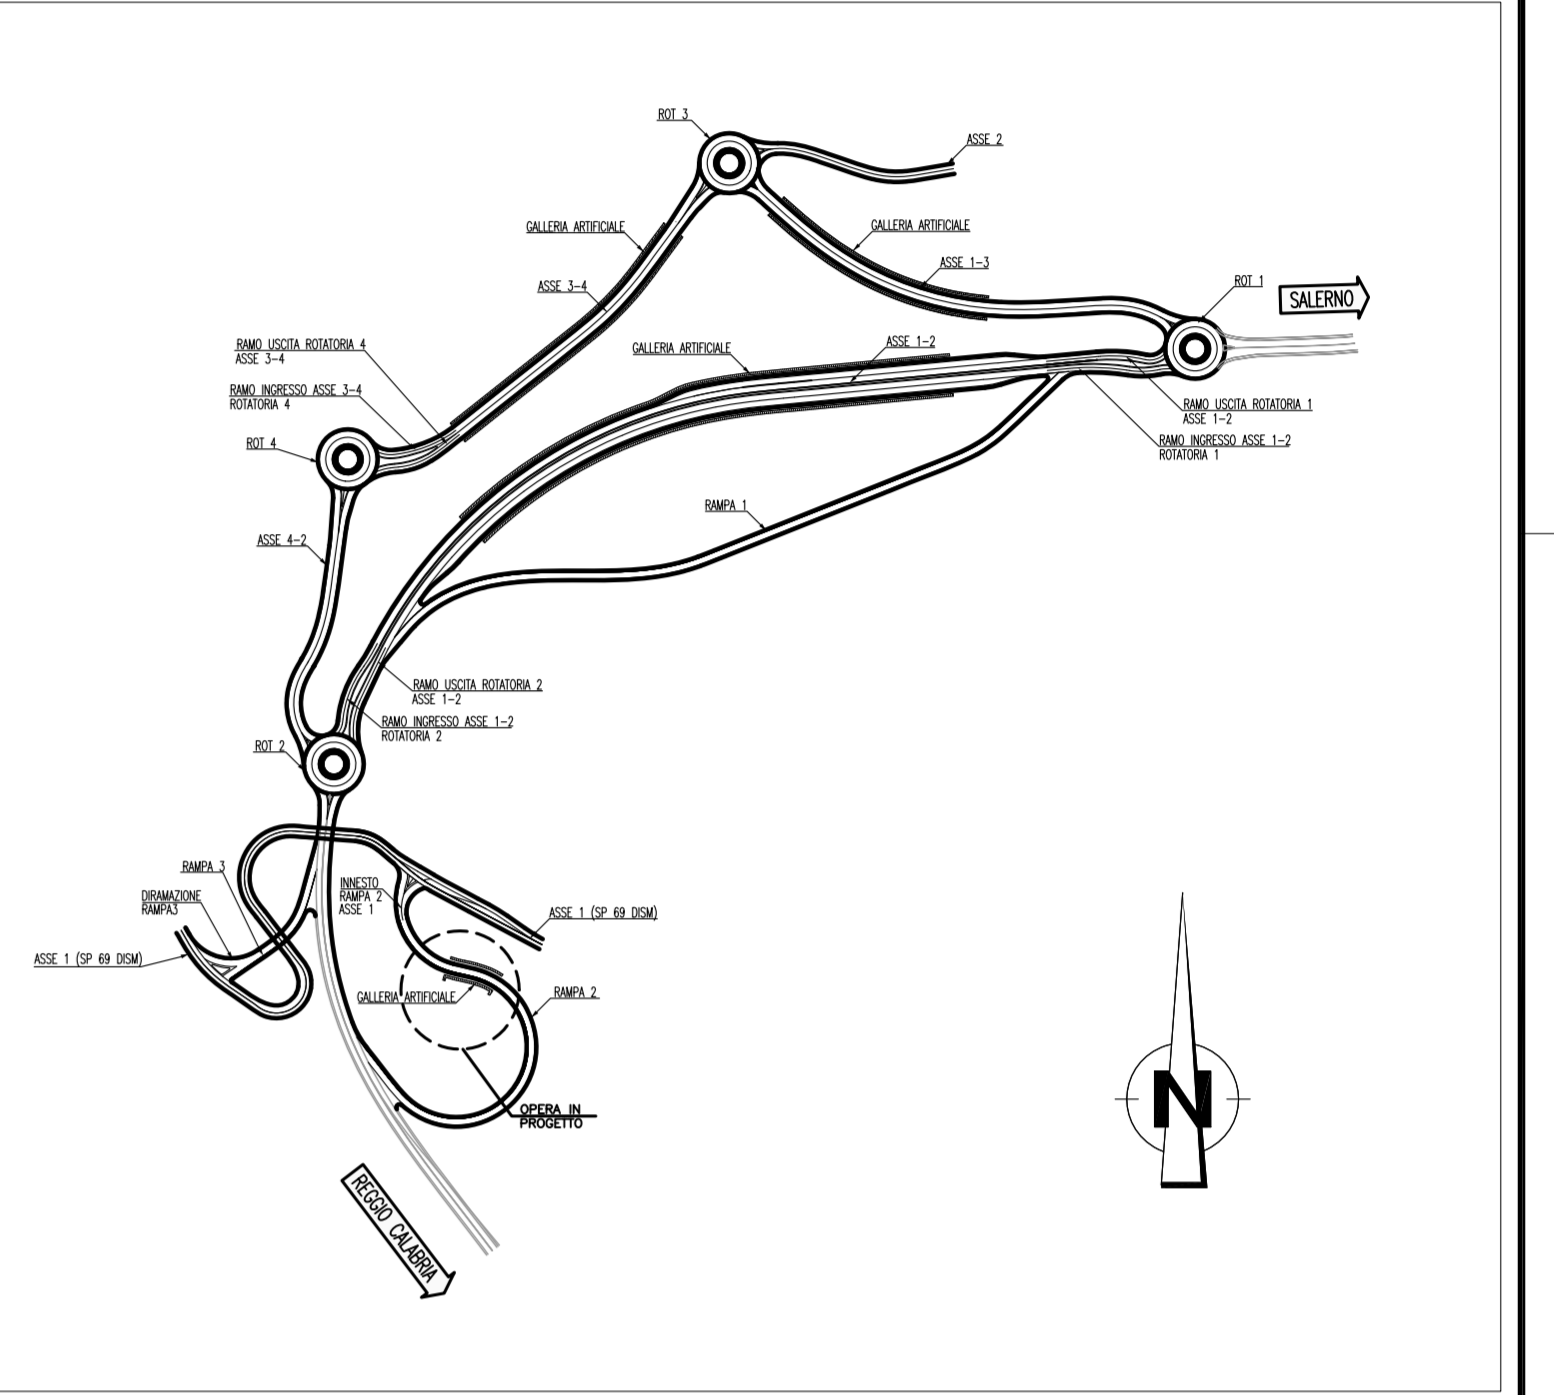 ROT 3
ASSE 2
GALLERIA ARTIFICIALE
GALLERIA ARTIFICIALE
ASSE 1-3
ROT 1
SALERNO
ASSE 3-4
RAMO USCITA ROTATORIA 4
ASSE 3-4
GALLERIA ARTIFICIALE
ASSE 1-2
RAMO INGRESSO ASSE 3-4
ROTATORIA 4
RAMO USCITA ROTATORIA 1
ASSE 1-2
ROT 4
RAMO INGRESSO ASSE 1-2
ROTATORIA 1
RAMPA 1
ASSE 4-2
RAMO USCITA ROTATORIA 2
ASSE 1-2
RAMO INGRESSO ASSE 1-2
ROTATORIA 2
ROT 2
RAMPA 3
DIRAMAZIONE
RAMPA3
INNESTO
RAMPA 2
ASSE 1
ASSE 1 (SP 69 DISM)
ASSE 1 (SP 69 DISM)
GALLERIA ARTIFICIALE
RAMPA 2
OPERA IN
PROGETTO
N
REGGIO CALABRIA